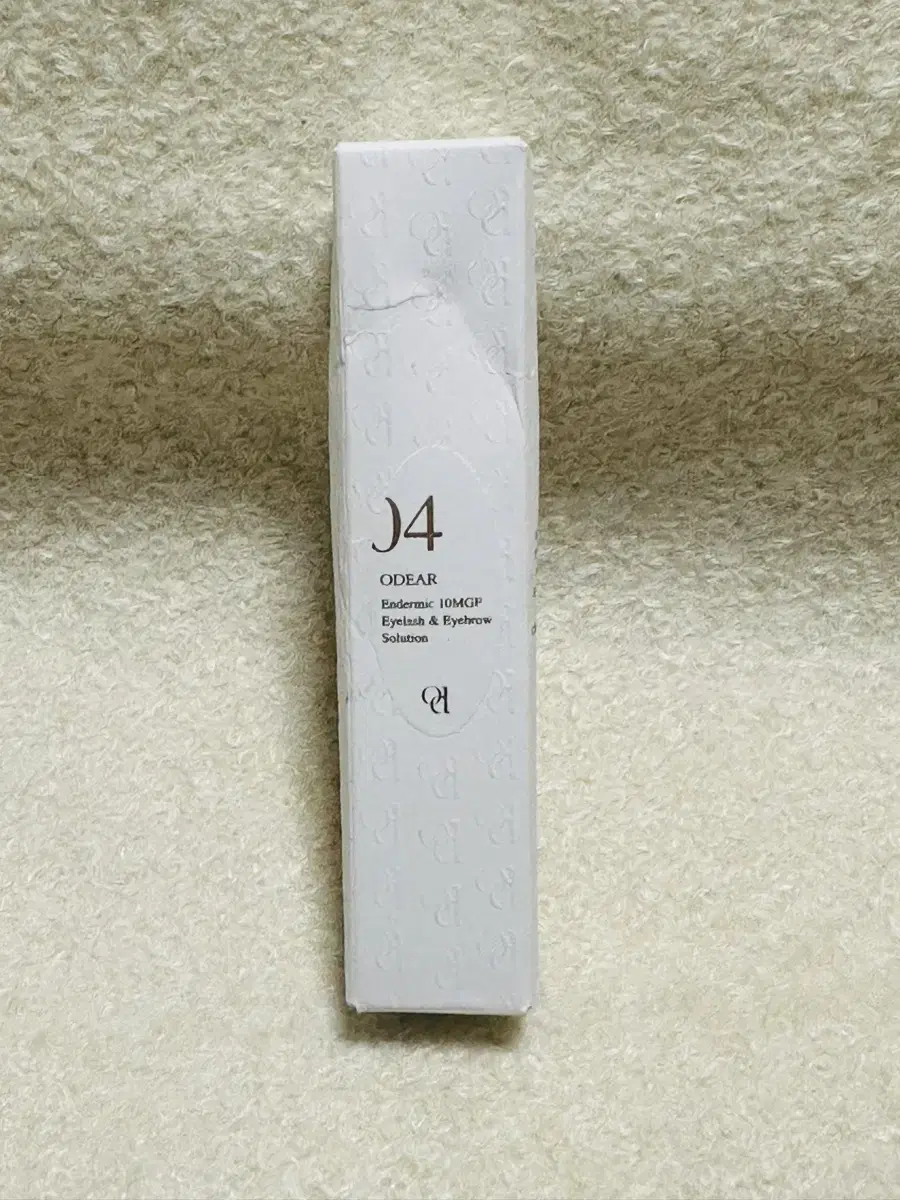 04
ODEAR
Endermic 10MGF
Eyelash & Eyebrow
Solution